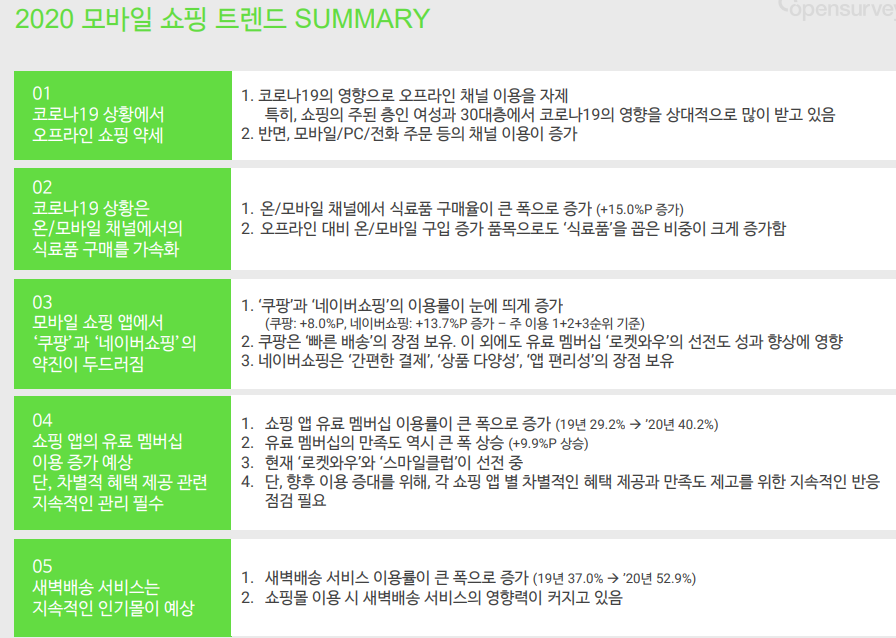 2020 모바일 쇼핑 트렌드 SUMMARY
opensurvey
01
코로나19 상황에서
오프라인 쇼핑 약세
1. 코로나19의 영향으로 오프라인 채널 이용을 자제
특히, 쇼핑의 주된 층인 여성과 30대층에서 코로나19의 영향을 상대적으로 많이 받고 있음
2. 반면, 모바일/PC/전화 주문 등의 채널 이용이 증가
02
코로나19 상황은
온/모바일 채널에서의
식료품 구매를 가속화
1. 온/모바일 채널에서 식료품 구매율이 큰 폭으로 증가 (+15.0%P 증가)
2. 오프라인 대비 온/모바일 구입 증가 품목으로도 ‘식료품’을 꼽은 비중이 크게 증가함
03
모바일 쇼핑 앱에서
‘쿠팡’과 ‘네이버쇼핑’의
약진이 두드러짐
1. ‘쿠팡’과 ‘네이버쇼핑’의 이용률이 눈에 띄게 증가
(쿠팡: +8.0%P, 네이버쇼핑: +13.7%P 증가 – 주 이용 1+2+3순위 기준)
2. 쿠팡은 ‘빠른 배송’의 장점 보유. 이 외에도 유료 멤버십 ‘로켓와우’의 선전도 성과 향상에 영향
3. 네이버쇼핑은 ‘간편한 결제’, ‘상품 다양성’, ‘앱 편리성’의 장점 보유
04
쇼핑 앱의 유료 멤버십
이용 증가 예상
단, 차별적 혜택 제공 관련
지속적인 관리 필수
1. 쇼핑 앱 유료 멤버십 이용률이 큰 폭으로 증가 (19년 29.2% → ‘20년 40.2%)
2. 유료 멤버십의 만족도 역시 큰 폭 상승 (+9.9%P 상승)
3. 현재 ‘로켓와우’와 ‘스마일클럽’이 선전 중
4. 단, 향후 이용 증대를 위해, 각 쇼핑 앱 별 차별적인 혜택 제공과 만족도 제고를 위한 지속적인 반응
점검 필요
05
새벽배송 서비스는
지속적인 인기몰이 예상
1. 새벽배송 서비스 이용률이 큰 폭으로 증가 (19년 37.0% → ‘20년 52.9%)
2. 쇼핑몰 이용 시 새벽배송 서비스의 영향력이 커지고 있음